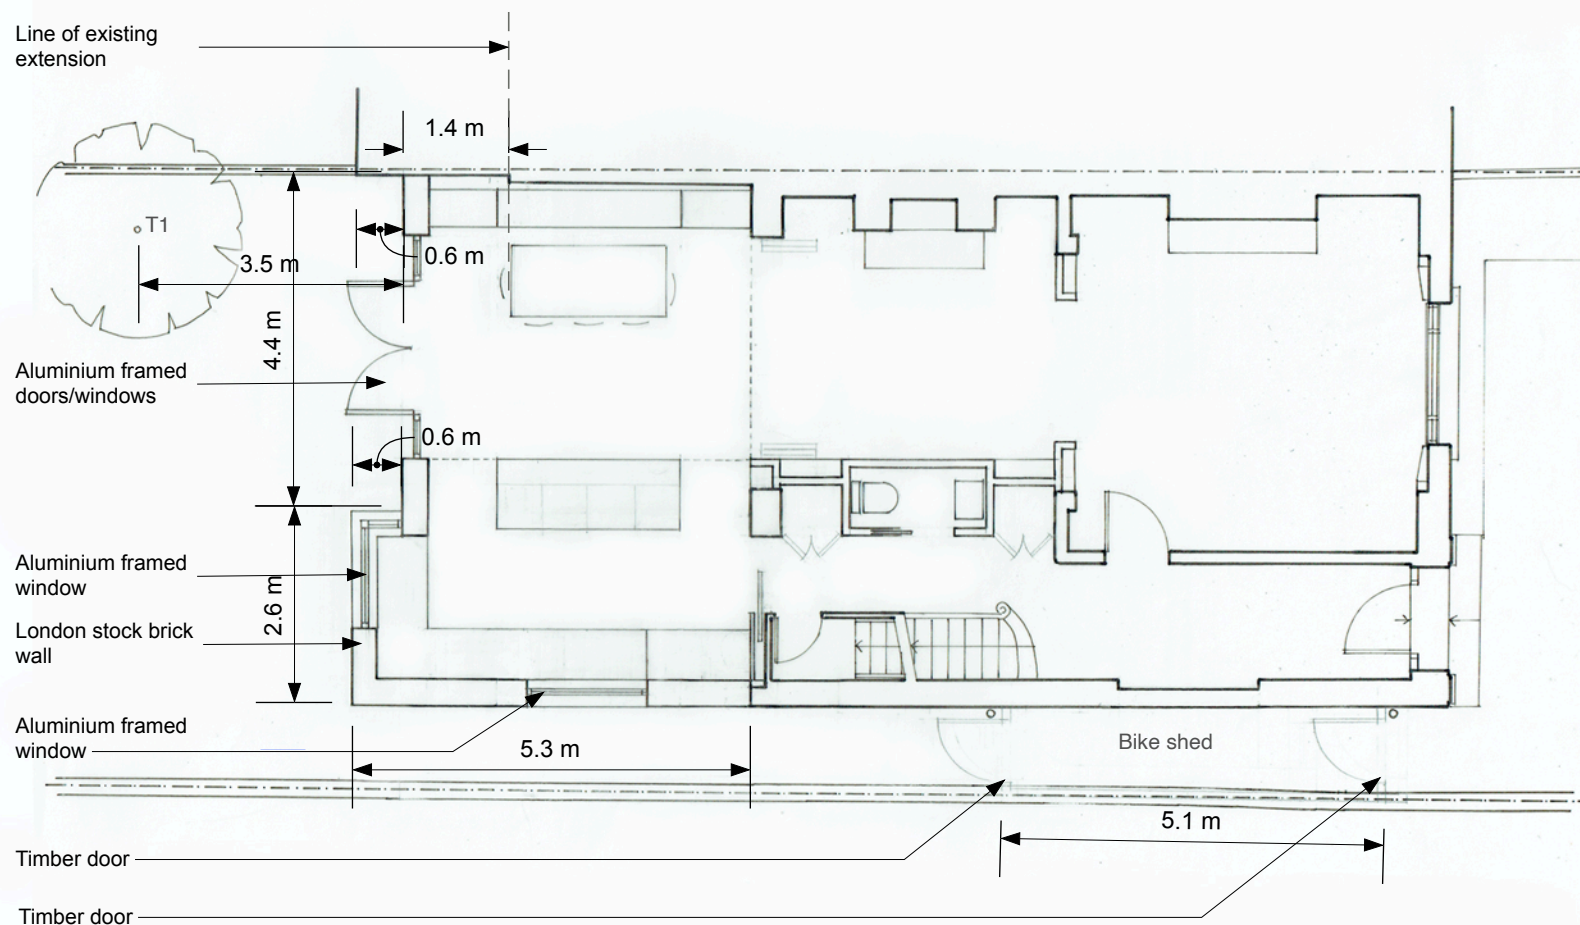 Line of existing
extension
1.4 m
T1
0.6 m
3.5 m
4.4 m
Aluminium framed
doors/windows
0.6 m
Aluminium framed
window
2.6 m
London stock brick
wall
Aluminium framed
window
5.3 m
Bike shed
5.1 m
Timber door
Timber door